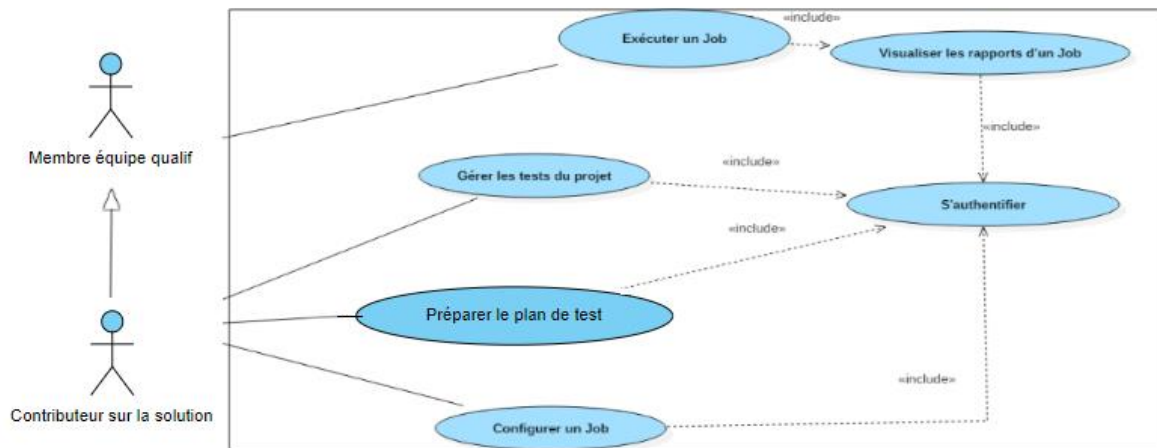 «include»
Exécuter un Job
Visualiser les rapports d'un Job
Membre équipe qualif
«include»
«include»
Gérer les tests du projet
S'authentifier
«include»
Préparer le plan de test
«include»
Contributeur sur la solution
Configurer un Job